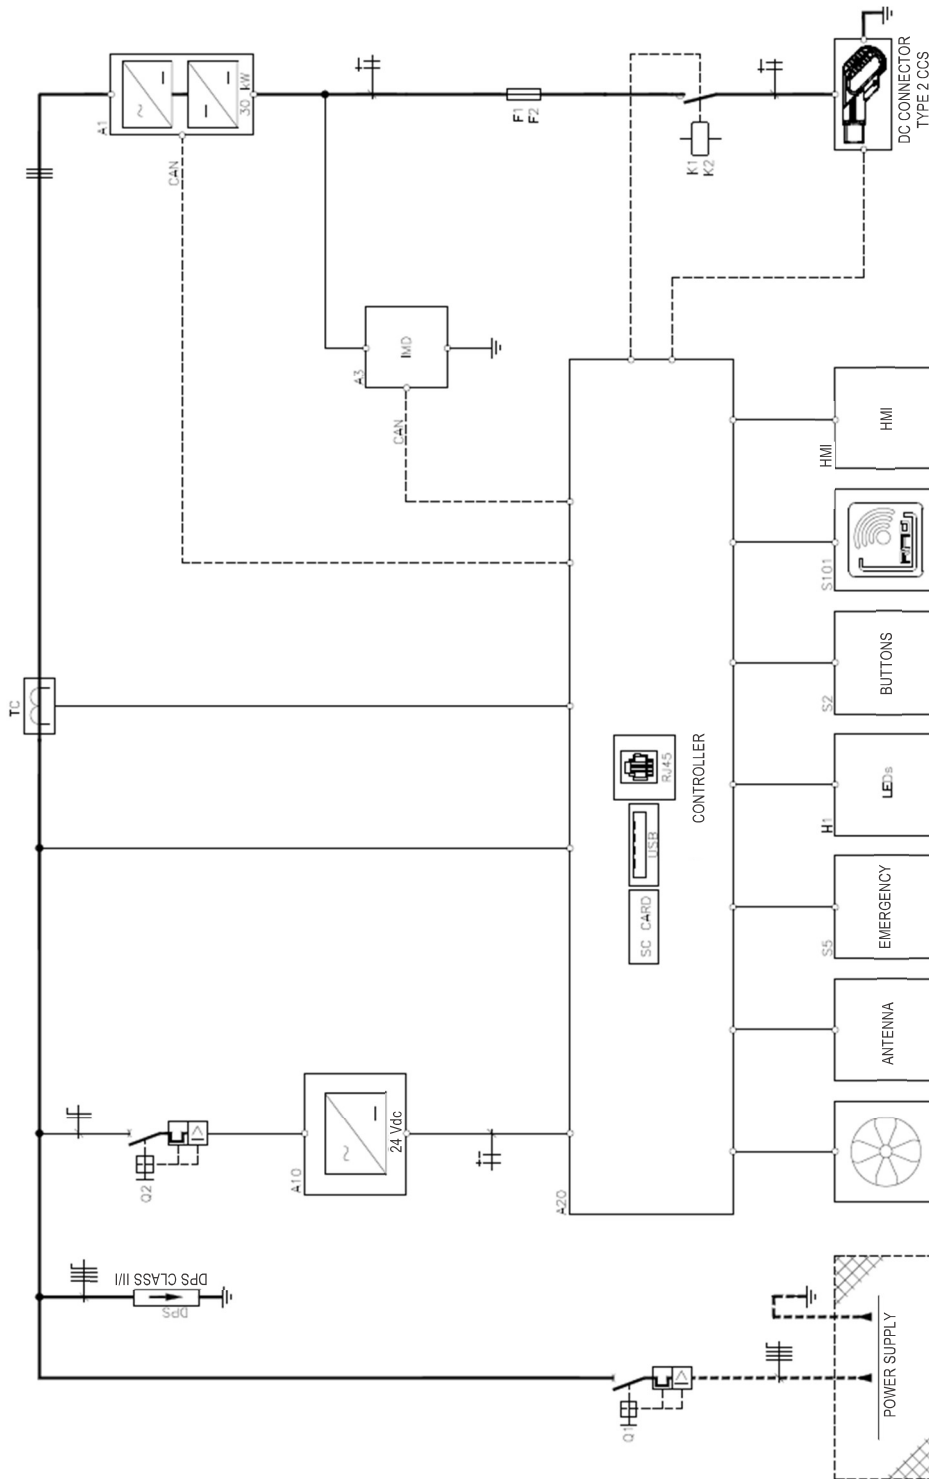 A1
~
30 kW
CAN
F1
F2
K1
K2
DC CONNECTOR
TYPE 2 CCS
A3
IMD
CAN
TC
HMI
HMI
S101
S2
BUTTONS
RJ45
USB
SC CARD
CONTROLLER
H1
LEDs
S5
EMERGENCY
ANTENNA
Q2
A10
~
24 Vdc
A20
DPS CLASS II/I
DPS
Q1
POWER SUPPLY